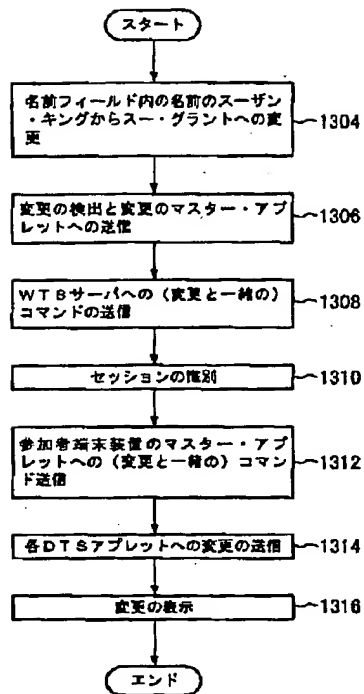 スタート
名前フィールド内の名前のスーザン
・キングからスー・グラントへの変
更
1304
変更の検出と変更のマスター・アプ
レットへの送信
1306
WTBサーバへの(変更と一緒の)
コマンドの送信
1308
セッションの識別
1310
参加者端末装置のマスター・アプ
レットへの(変更と一緒の)コマン
ド送信
1312
各DTSアプレットへの変更の送信
1314
変更の表示
1316
エンド